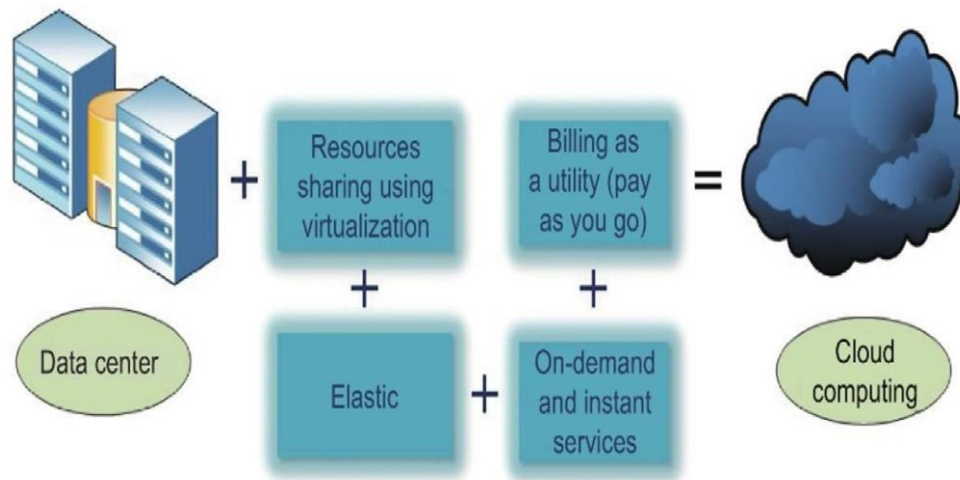 Resources
sharing using
virtualization
Billing as
a utility (pay
as you go)
+
=
+
+
Data center
Elastic
+
On-demand
and instant
services
Cloud
computing